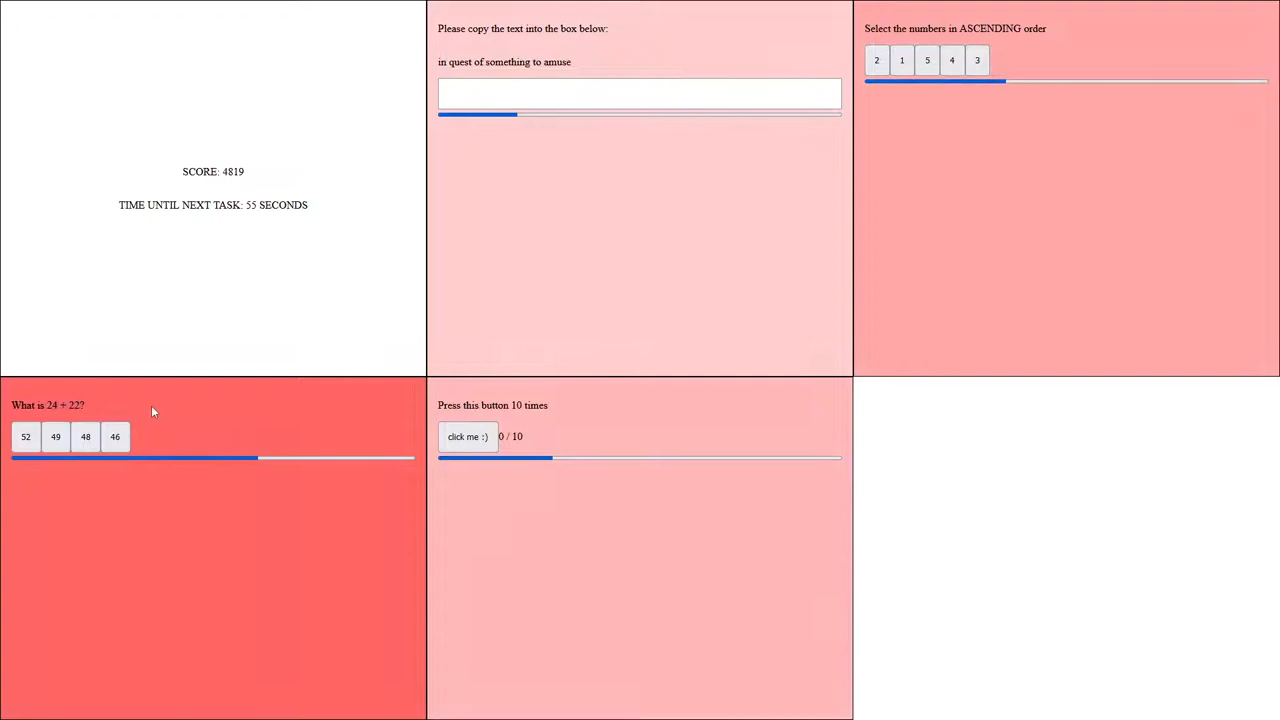 SCORE: 4819
TIME UNTIL NEXT TASK: 55 SECONDS
Please copy the text into the box below:
in quest of something to amuse
Select the numbers in ASCENDING order
2 1 5 4 3
What is 24 + 22?
52 49 48 46
Press this button 10 times
click me :) 0 / 10